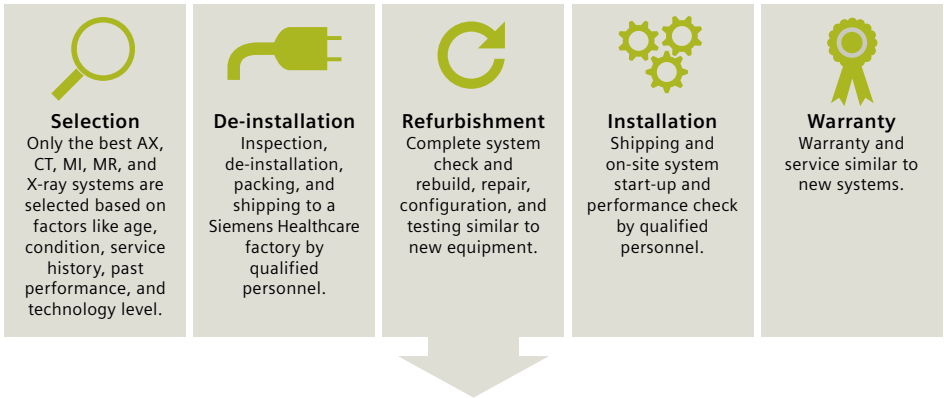 Selection
Only the best AX,
CT, MI, MR, and
X-ray systems are
selected based on
factors like age,
condition, service
history, past
performance, and
technology level.
De-installation
Inspection,
de-installation,
packing, and
shipping to a
Siemens Healthcare
factory by
qualified
personnel.
Refurbishment
Complete system
check and
rebuild, repair,
configuration, and
testing similar to
new equipment.
Installation
Shipping and
on-site system
start-up and
performance check
by qualified
personnel.
Warranty
Warranty and
service similar to
new systems.